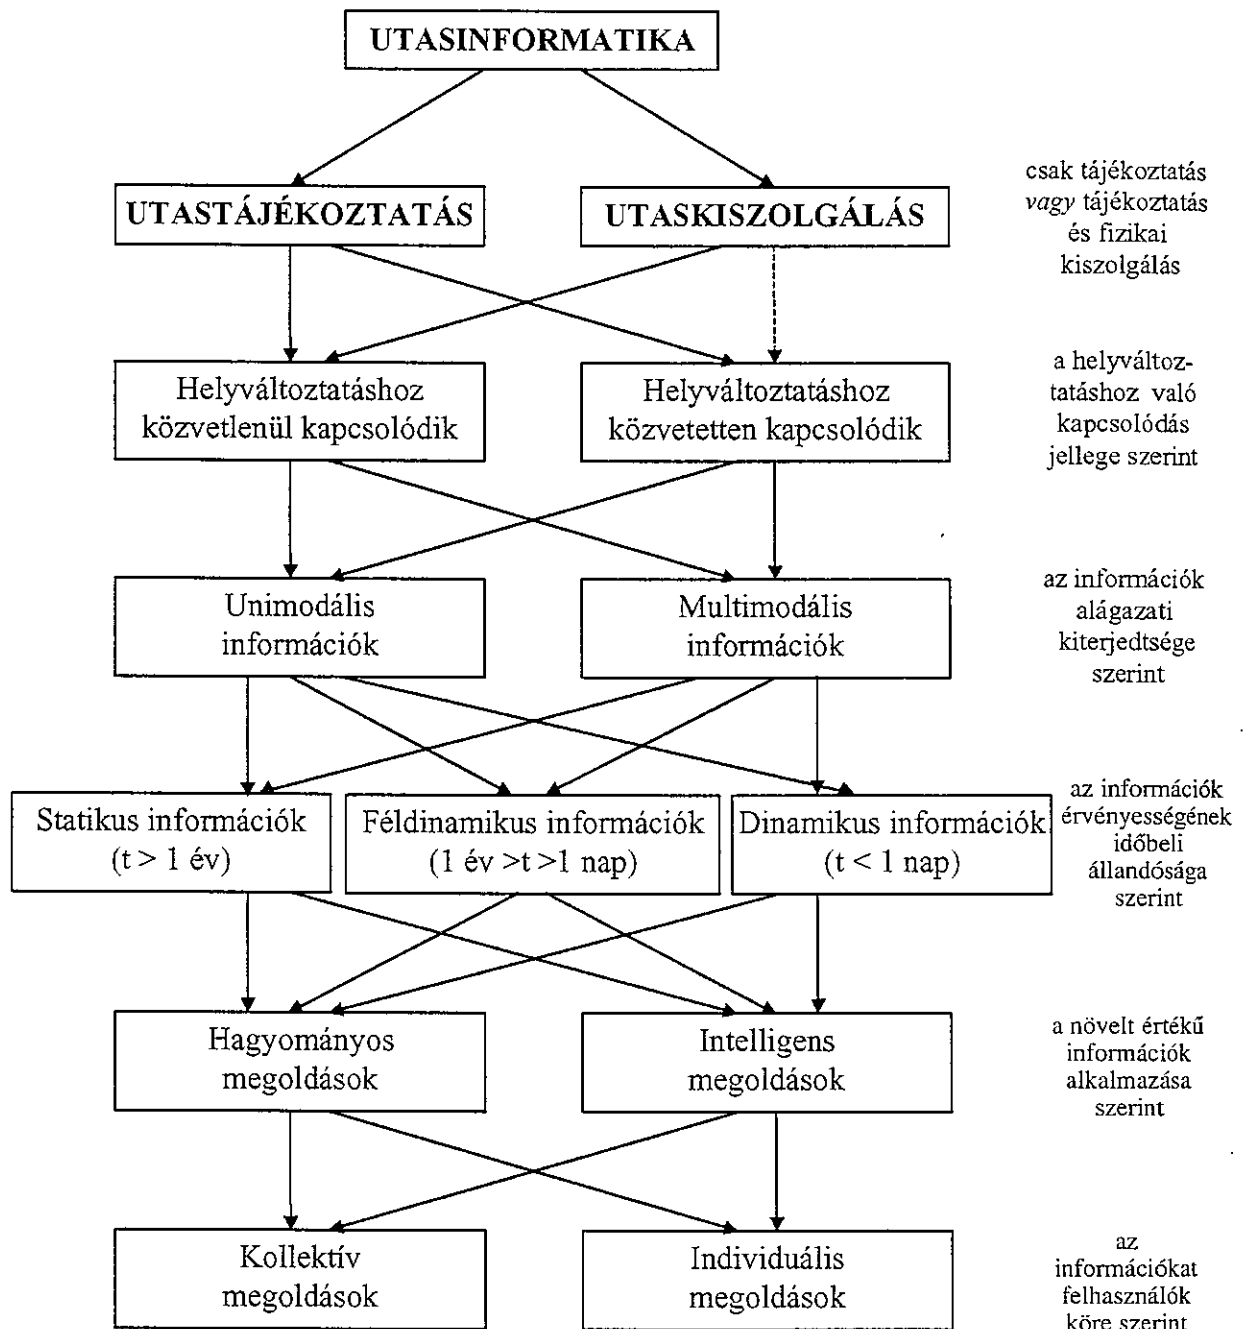 UTASINFORMATIKA
UTASTÁJÉKOZTATÁS
UTASKISZOLGÁLÁS
csak tájékoztatás
vagy tájékoztatás
és fizikai
kiszolgálás
Helyváltoztatáshoz
közvetlenül kapcsolódik
Helyváltoztatáshoz
közvetetten kapcsolódik
a helyváltoz-
tatáshoz való
kapcsolódás
jellege szerint
Unimodális
információk
Multimodális
információk
az információk
alágazati
kiterjedtsége
szerint
Statikus információk
(t > 1 év)
Féldinamikus információk
(1 év >t >1 nap)
Dinamikus információk
(t < 1 nap)
az információk
érvényességének
időbeli
állandósága
szerint
Hagyományos
megoldások
Intelligens
megoldások
a növelt értékű
információk
alkalmazása
szerint
Kollektív
megoldások
Individuális
megoldások
az
információkat
felhasználók
köre szerint